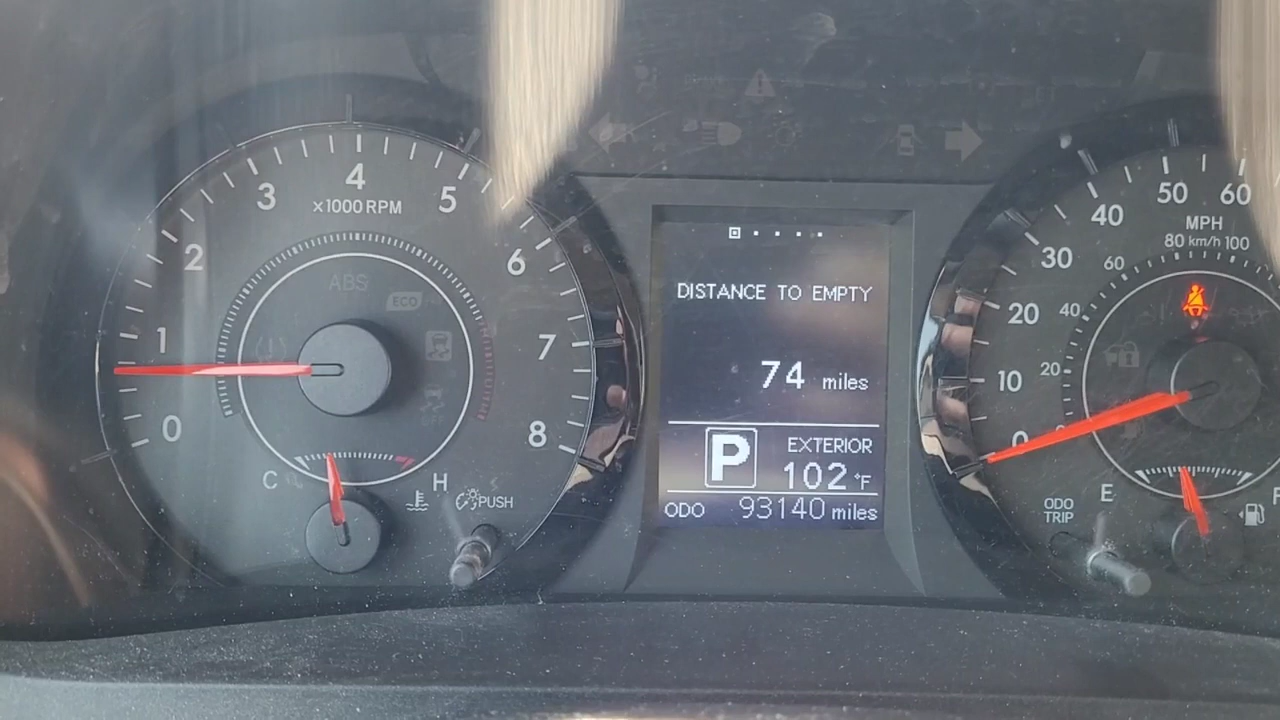 4
3
5
x1000 RPM
2
6
ABS
ECO
1
7
0
8
C
H
PUSH
DISTANCE TO EMPTY
74 miles
P
EXTERIOR
102°F
ODO 93140 miles
50
60
40
MPH
80 km/h 100
30
60
20
40
10
20
0
ODO
TRIP
E
F